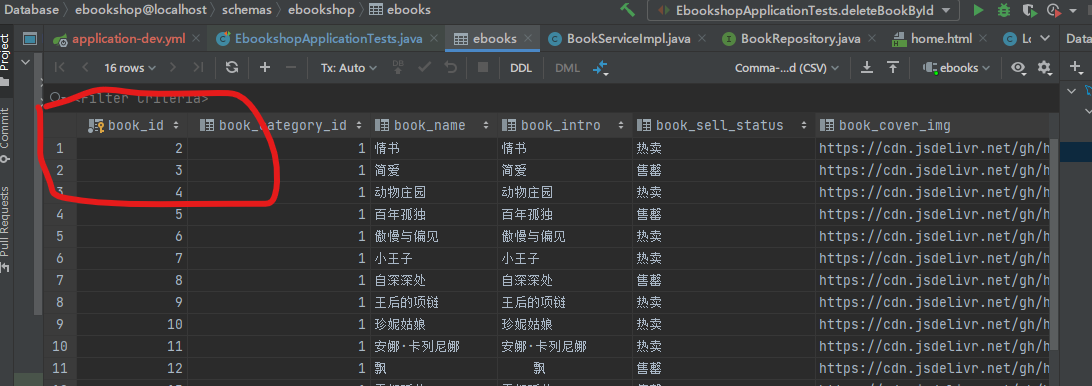 Database ebookshop@localhost schemas ebookshop ebooks EbookshopApplicationTests.deleteBookById
application-dev.yml EbookshopApplicationTests.java ebooks BookServiceImpl.java BookRepository.java home.html Lo Data
16 rows Tx: Auto DB DDL DML Comma-...d (CSV) ebooks
<Filter Criteria>
book_id book_category_id book_name book_intro book_sell_status book_cover_img
1 2 1 情书 情书 热卖 https://cdn.jsdelivr.net/gh/h
2 3 1 简爱 简爱 售罄 https://cdn.jsdelivr.net/gh/h
3 4 1 动物庄园 动物庄园 热卖 https://cdn.jsdelivr.net/gh/h
4 5 1 百年孤独 百年孤独 售罄 https://cdn.jsdelivr.net/gh/h
5 6 1 傲慢与偏见 傲慢与偏见 热卖 https://cdn.jsdelivr.net/gh/h
6 7 1 小王子 小王子 热卖 https://cdn.jsdelivr.net/gh/h
7 8 1 自深深处 自深深处 售罄 https://cdn.jsdelivr.net/gh/h
8 9 1 王后的项链 王后的项链 热卖 https://cdn.jsdelivr.net/gh/h
9 10 1 珍妮姑娘 珍妮姑娘 热卖 https://cdn.jsdelivr.net/gh/h
10 11 1 安娜·卡列尼娜 安娜·卡列尼娜 热卖 https://cdn.jsdelivr.net/gh/h
11 12 1 飘 飘 售罄 https://cdn.jsdelivr.net/gh/h
Project
Commit
Pull Requests